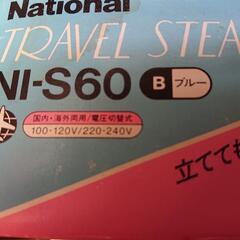 National
TRAVEL STEA
NI-S60 B ブルー
国内・海外両用/電圧切替式
100-120V/220-240V
立てても